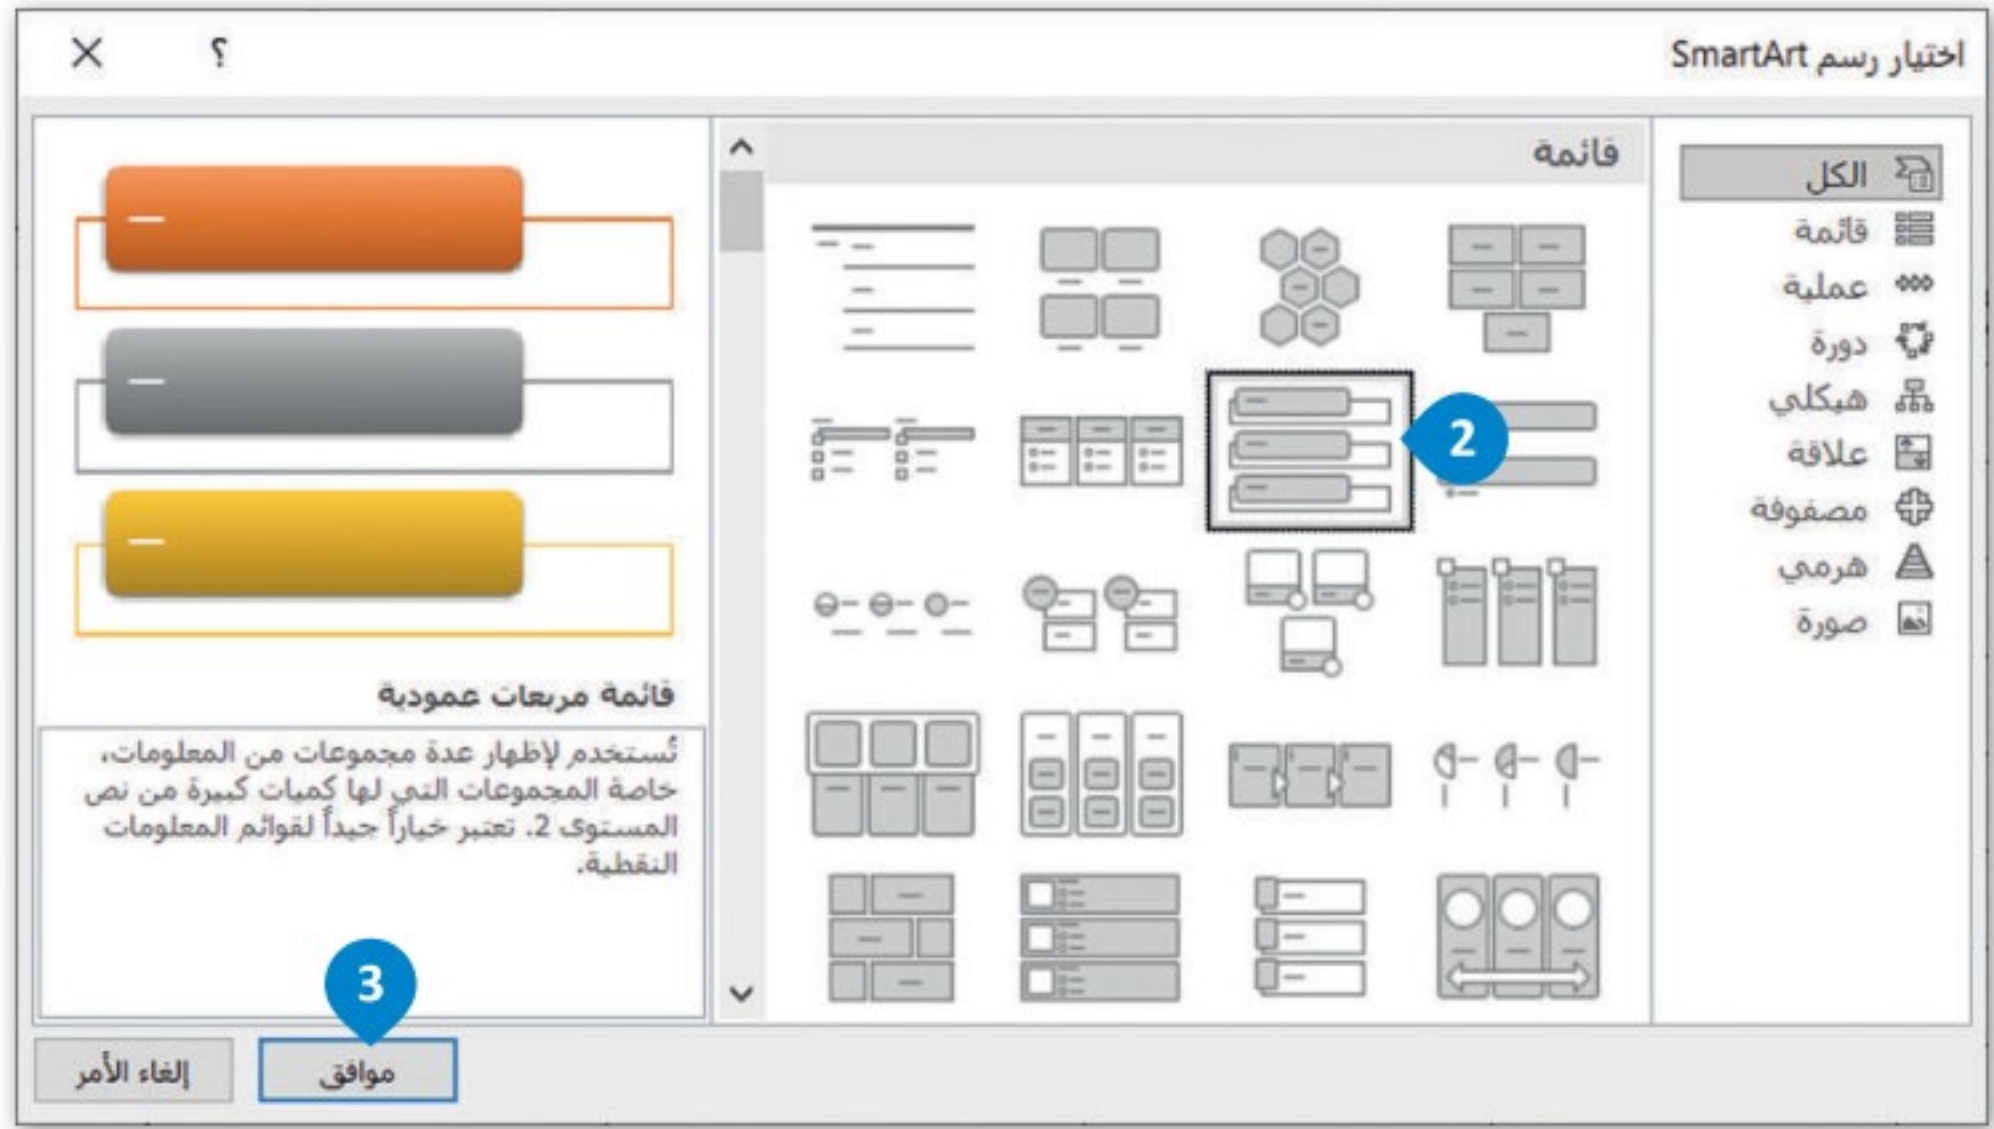 اختيار رسم SmartArt
؟
الكل
قائمة
عملية
دورة
هيكلي
علاقة
مصفوفة
هرمي
صورة
قائمة
2
قائمة مربعات عمودية
تُستخدم لإظهار عدة مجموعات من المعلومات،
خاصة المجموعات التي لها كميات كبيرة من نص
المستوى 2. تعتبر خياراً جيداً لقوائم المعلومات
النقطية.
3
موافق
إلغاء الأمر